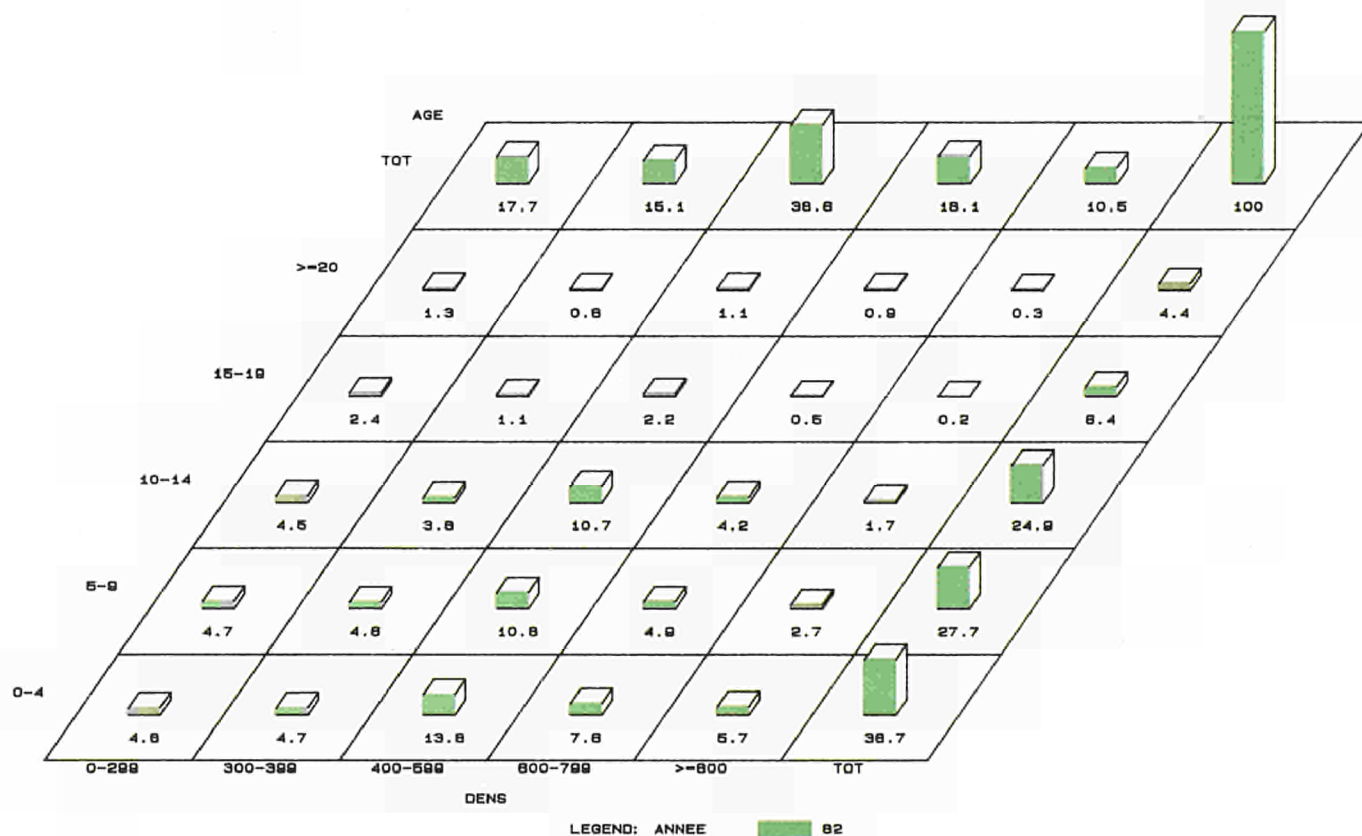 AGE
TOT
17.7 15.1 38.6 18.1 10.5 100
>=20
1.3 0.8 1.1 0.9 0.3 4.4
15-19
2.4 1.1 2.2 0.5 0.2 6.4
10-14
4.5 3.8 10.7 4.2 1.7 24.9
5-9
4.7 4.6 10.8 4.9 2.7 27.7
0-4
4.8 4.7 13.8 7.6 5.7 36.7
0-299 300-399 400-599 600-799 >=800 TOT
DENS
LEGEND: ANNEE 82